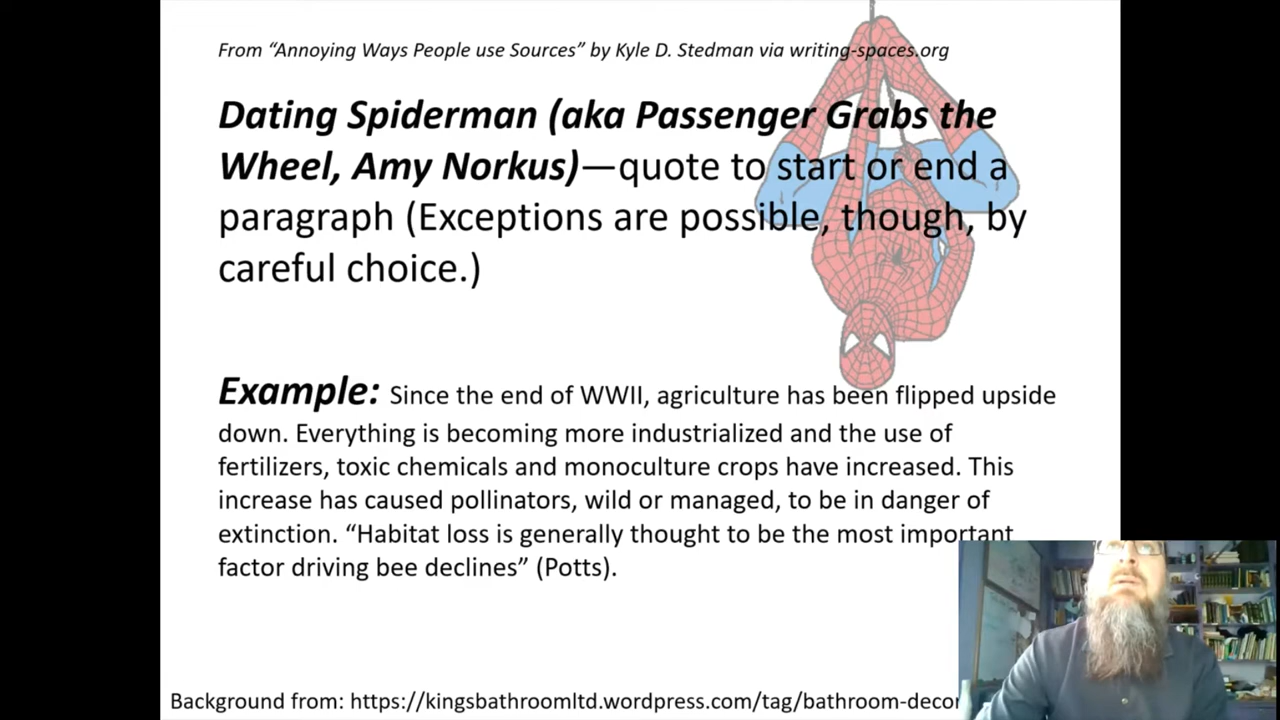 From “Annoying Ways People use Sources” by Kyle D. Stedman via writing-spaces.org
Dating Spiderman (aka Passenger Grabs the
Wheel, Amy Norkus)—quote to start or end a
paragraph (Exceptions are possible, though, by
careful choice.)
Example: Since the end of WWII, agriculture has been flipped upside
down. Everything is becoming more industrialized and the use of
fertilizers, toxic chemicals and monoculture crops have increased. This
increase has caused pollinators, wild or managed, to be in danger of
extinction. “Habitat loss is generally thought to be the most important
factor driving bee declines” (Potts).
Background from: https://kingsbathroomltd.wordpress.com/tag/bathroom-decor